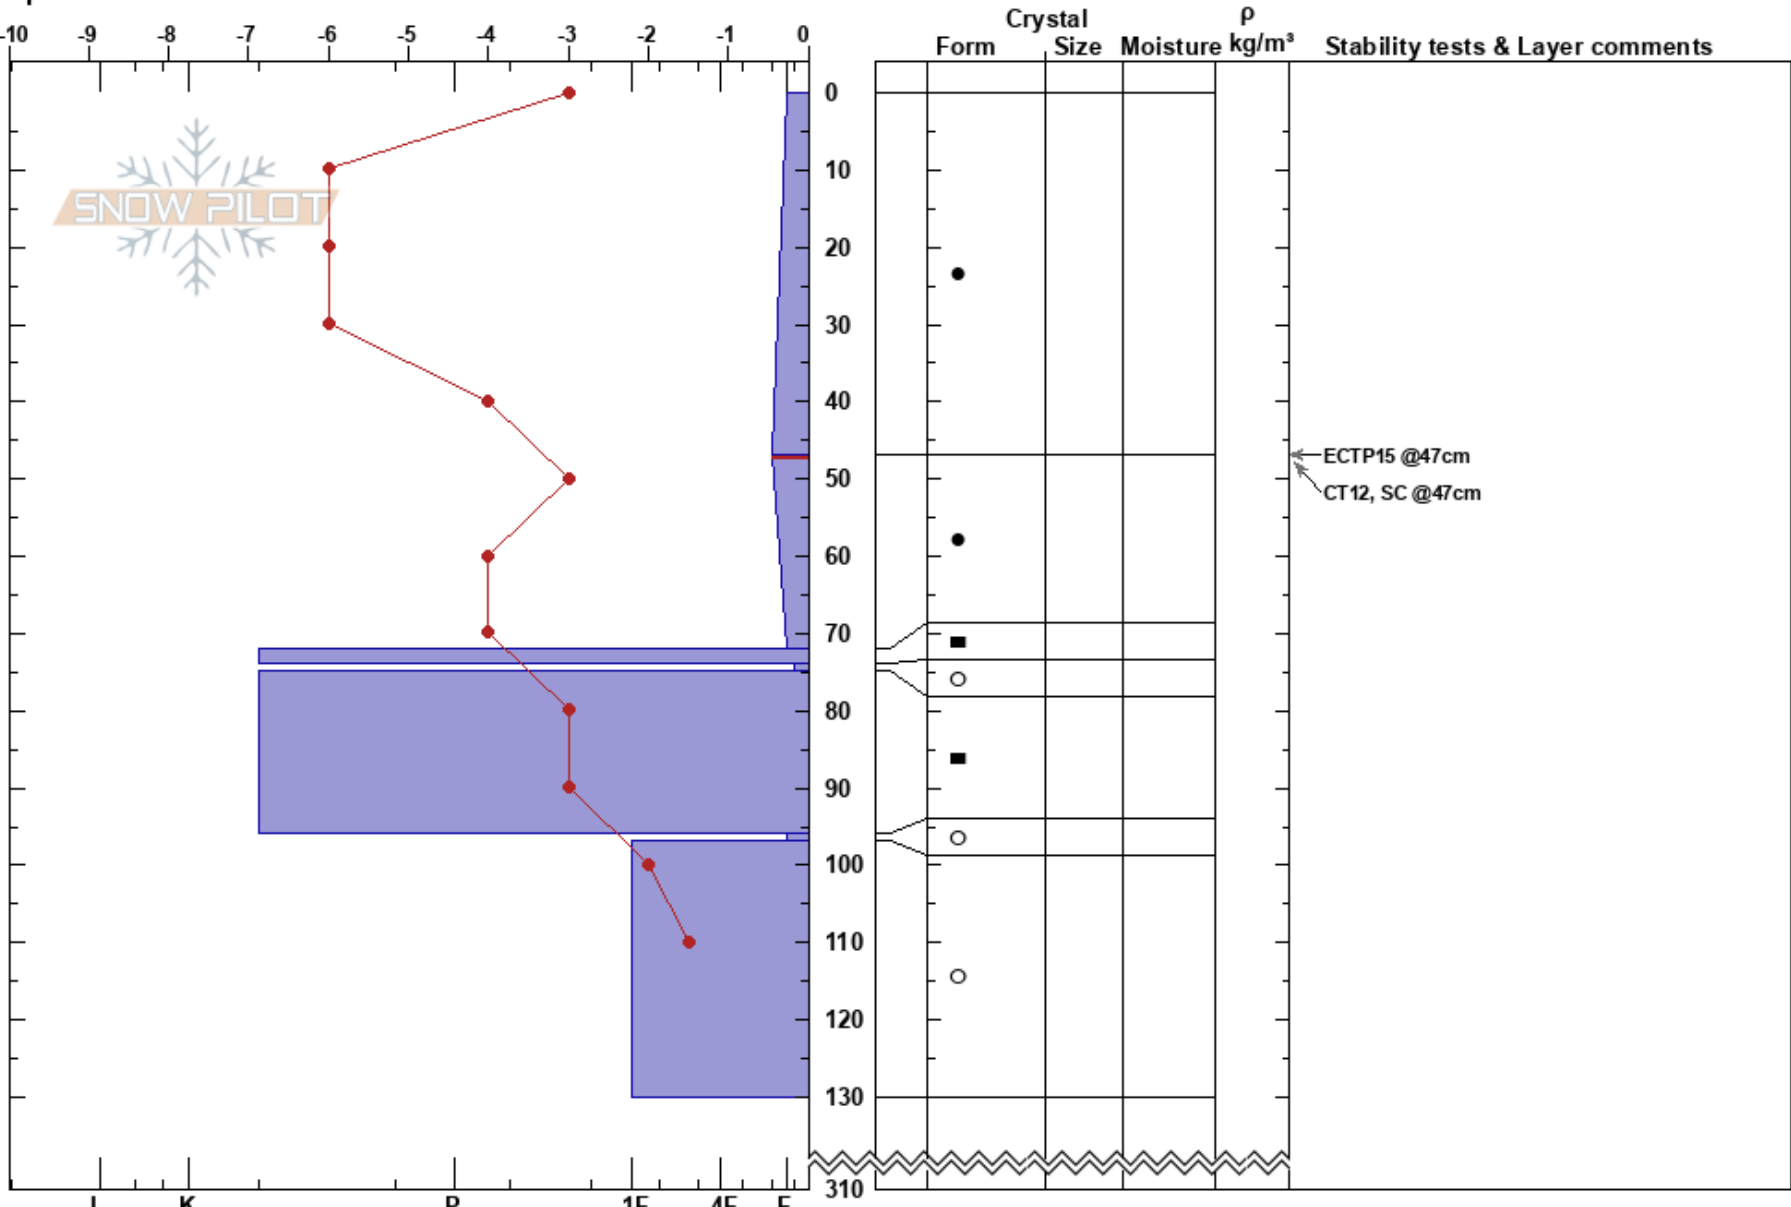 -10 -9 -8 -7 -6 -5 -4 -3 -2 -1 0
Crystal
Form Size Moisture
ρ
kg/m³
Stability tests & Layer comments
SNOW PILOT
0
10
20
30
40
50
60
70
80
90
100
110
120
130
310
ECTP15 @47cm
CT12, SC @47cm